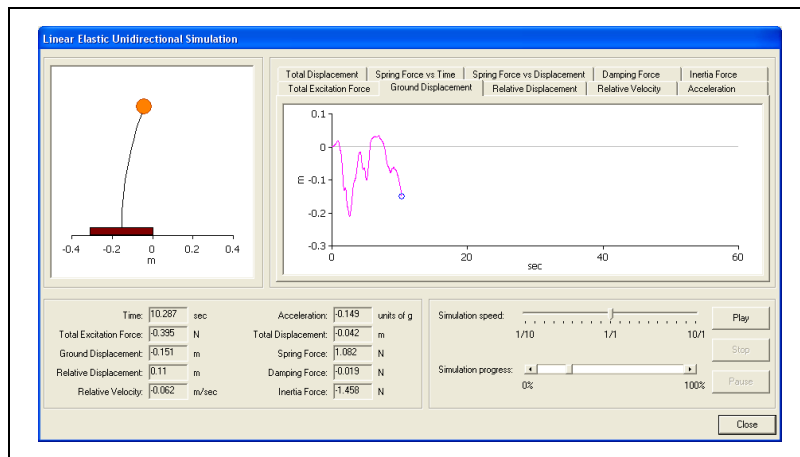 Linear Elastic Unidirectional Simulation
-0.4 -0.2 0 0.2 0.4
m
Total Displacement Spring Force vs Time Spring Force vs Displacement Damping Force Inertia Force
Total Excitation Force Ground Displacement Relative Displacement Relative Velocity Acceleration
0.1
0
-0.1
-0.2
-0.3
m
0 20 40 60
sec
Time: 10.287 sec
Total Excitation Force: -0.395 N
Ground Displacement: -0.151 m
Relative Displacement: 0.11 m
Relative Velocity: -0.062 m/sec
Acceleration: -0.149 units of g
Total Displacement: -0.042 m
Spring Force: 1.082 N
Damping Force: -0.019 N
Inertia Force: -1.458 N
Simulation speed:
1/10 1/1 10/1
Simulation progress:
0% 100%
Play
Stop
Pause
Close